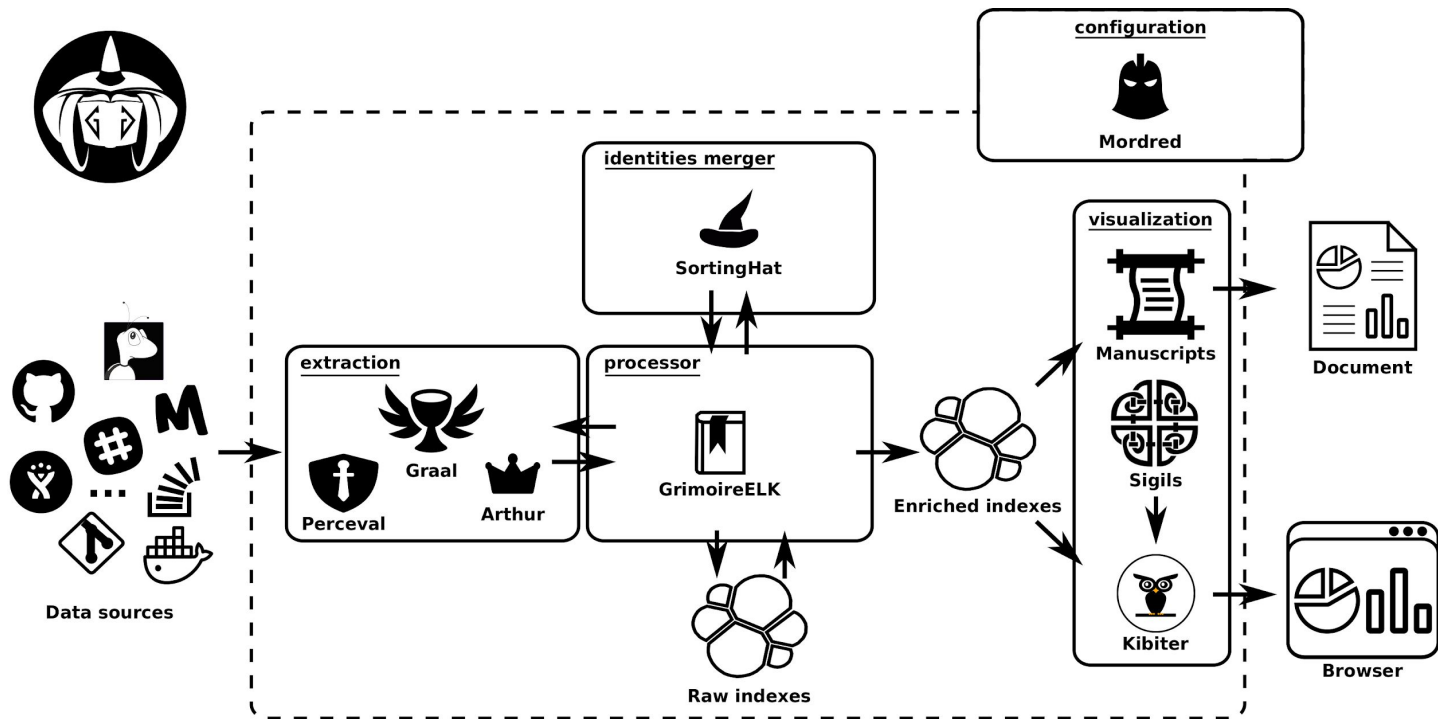 configuration
Mordred
identities merger
SortingHat
visualization
Manuscripts
Sigils
Kibiter
extraction
Graal
Perceval
Arthur
processor
GrimoireELK
Enriched indexes
Raw indexes
Data sources
Document
Browser